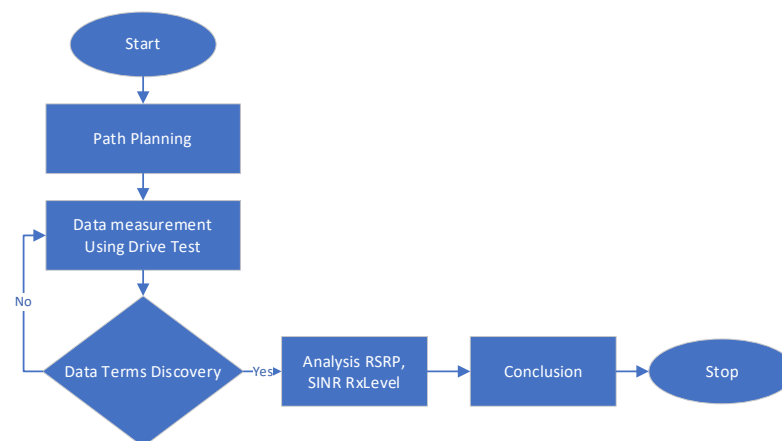 Start
Path Planning
Data measurement
Using Drive Test
No
Data Terms Discovery
Yes
Analysis RSRP,
SINR RxLevel
Conclusion
Stop